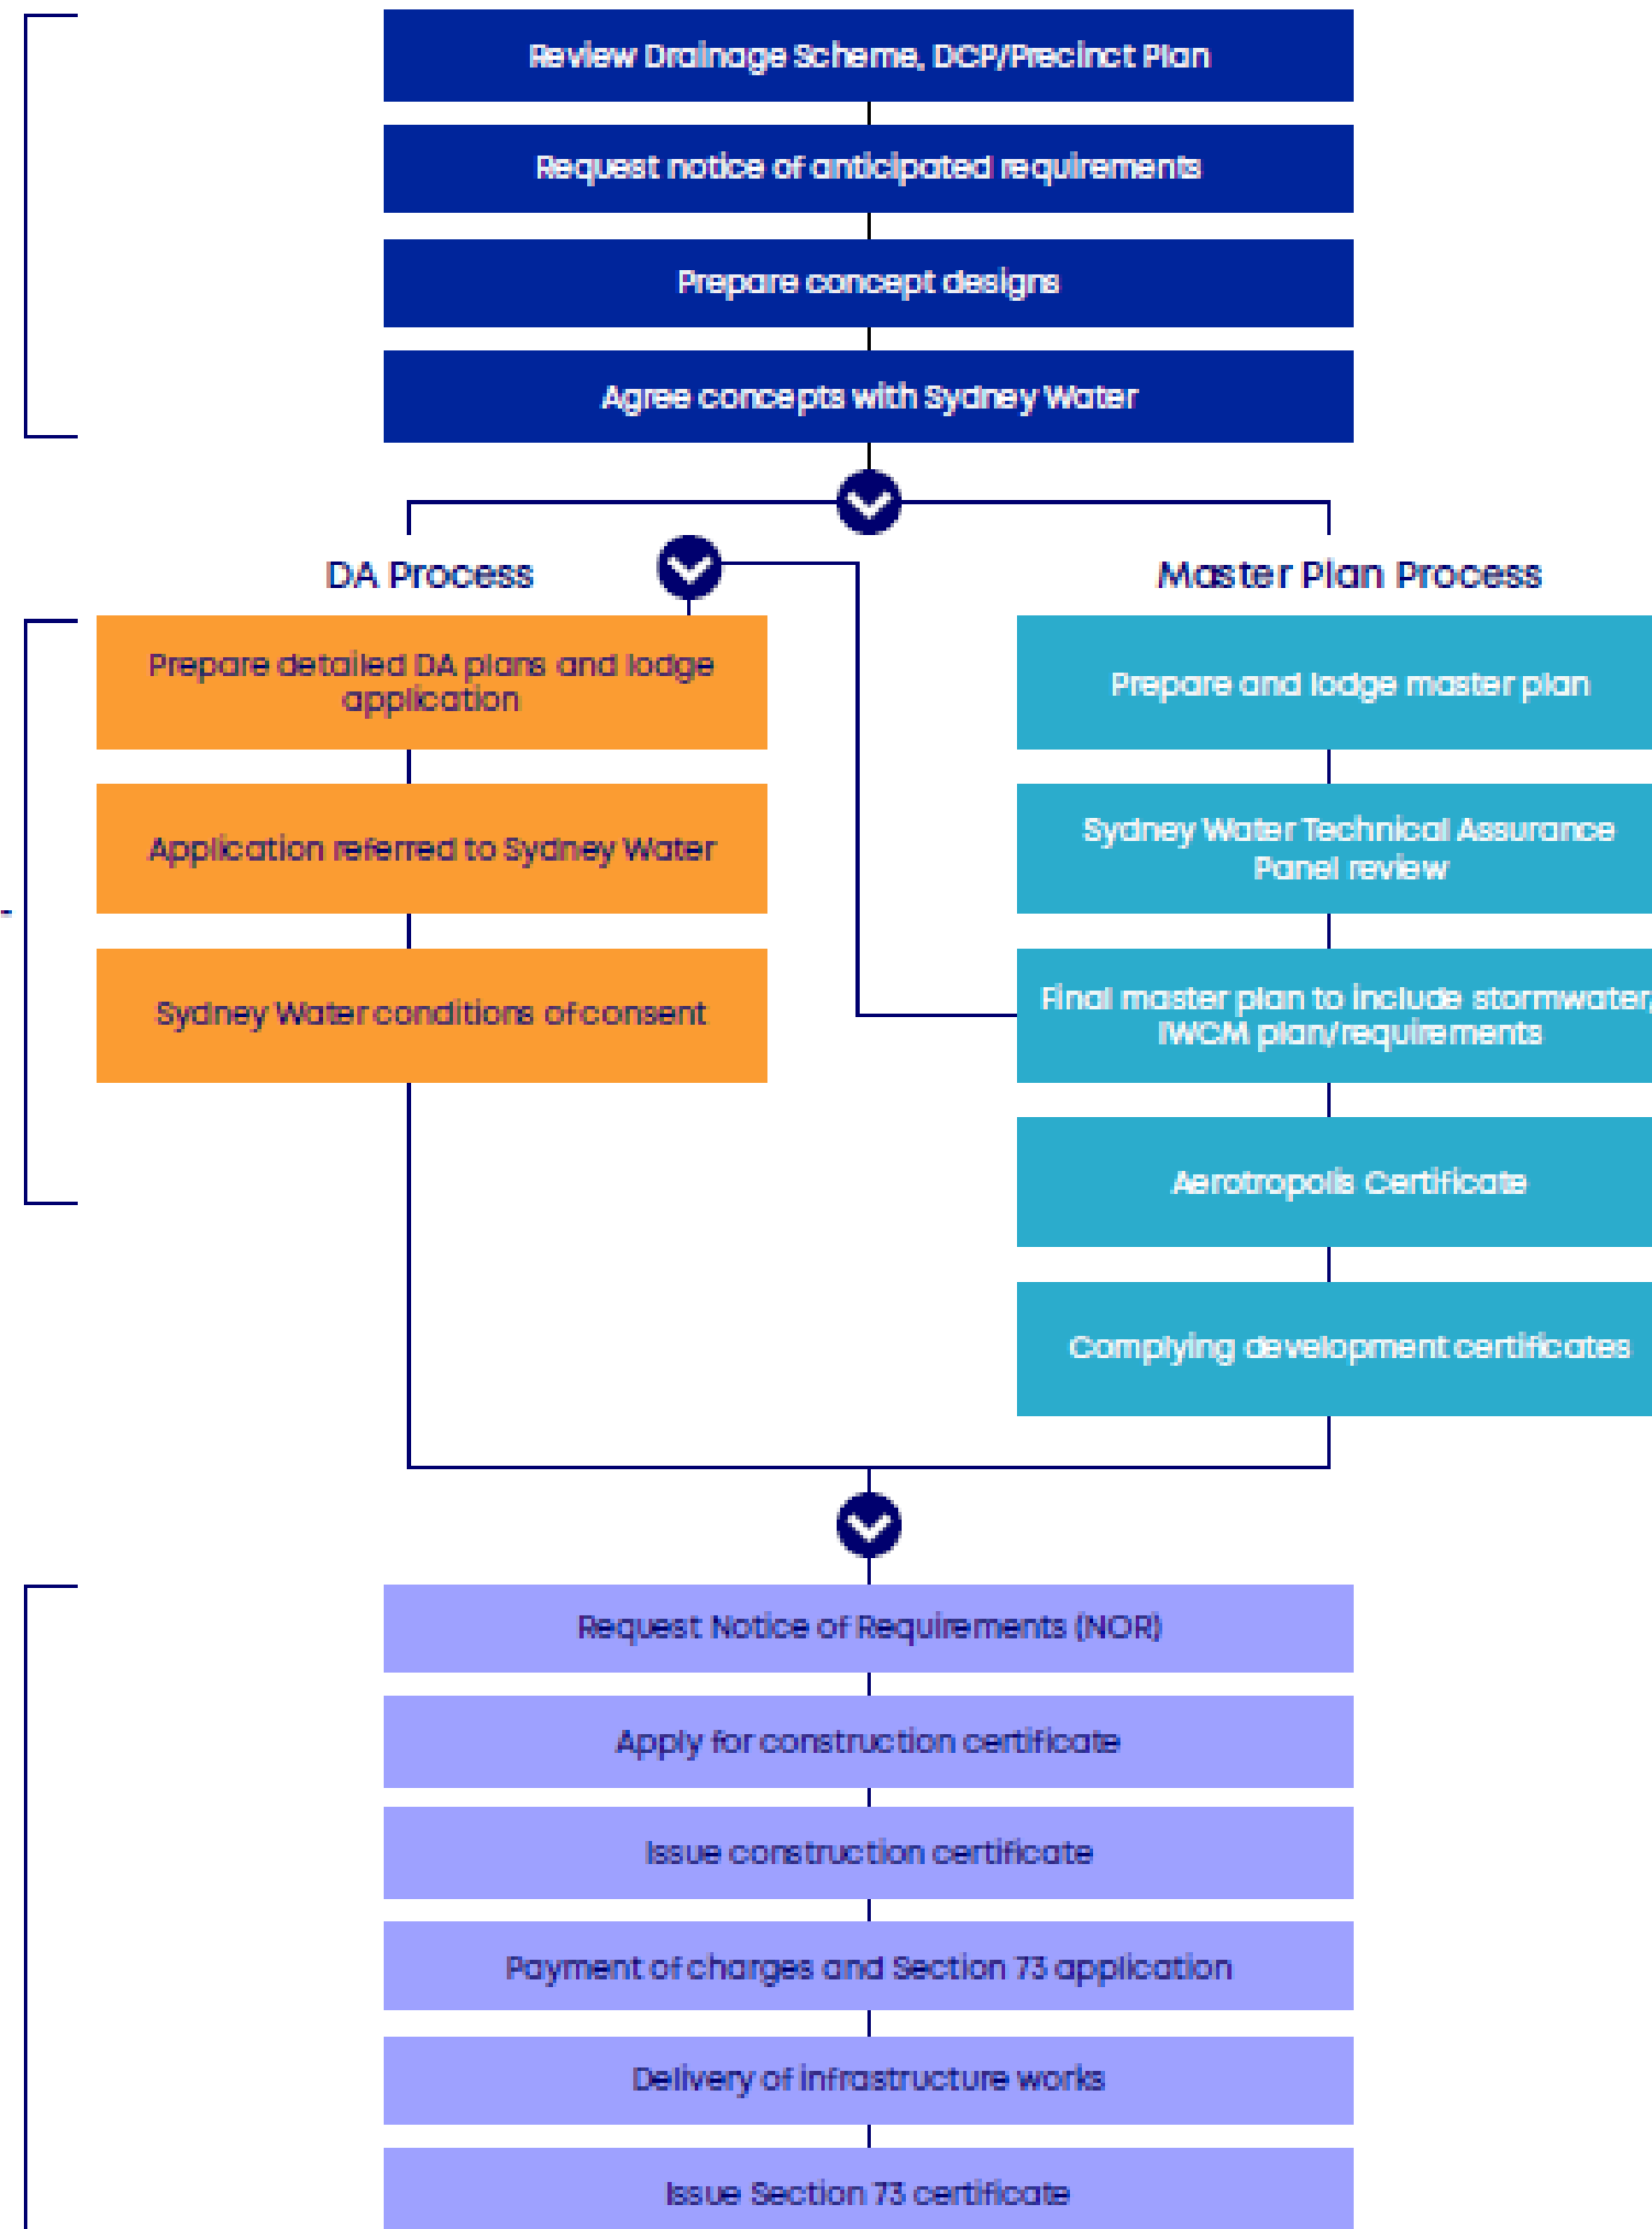 Review Drainage Scheme, DCP/Precinct Plan
Request notice of anticipated requirements
Prepare concept designs
Agree concepts with Sydney Water
DA Process
Prepare detailed DA plans and lodge
application
Application referred to Sydney Water
Sydney Water conditions of consent
Master Plan Process
Prepare and lodge master plan
Sydney Water Technical Assurance
Panel review
Final master plan to include stormwater,
IWCM plan/requirements
Aerotropolis Certificate
Complying development certificates
Request Notice of Requirements (NOR)
Apply for construction certificate
Issue construction certificate
Payment of charges and Section 73 application
Delivery of infrastructure works
Issue Section 73 certificate